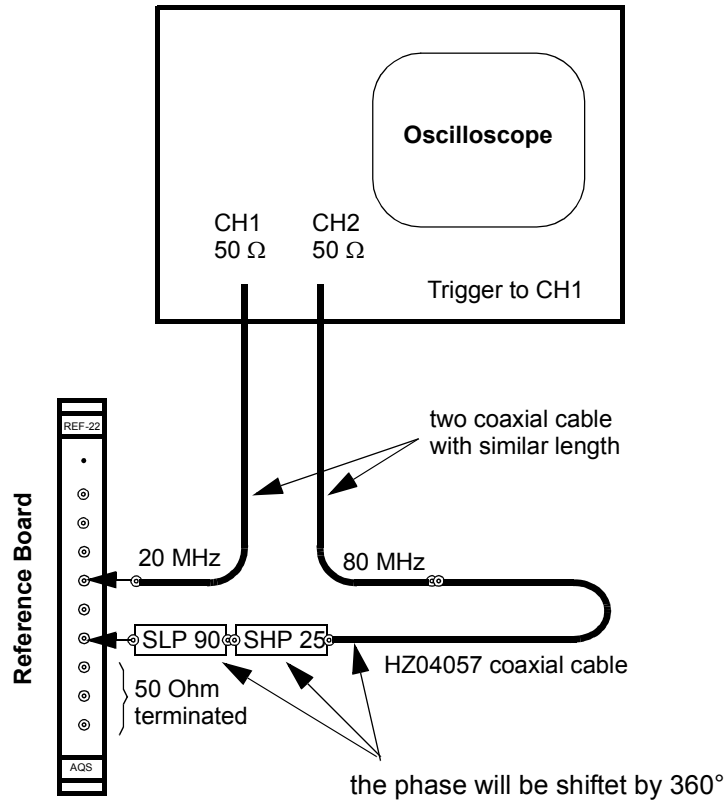 Oscilloscope
CH1
50 Ω
CH2
50 Ω
Trigger to CH1
two coaxial cable
with similar length
REF-22
Reference Board
20 MHz
80 MHz
SLP 90
SHP 25
HZ04057 coaxial cable
50 Ohm
terminated
AQS
the phase will be shiftet by 360°